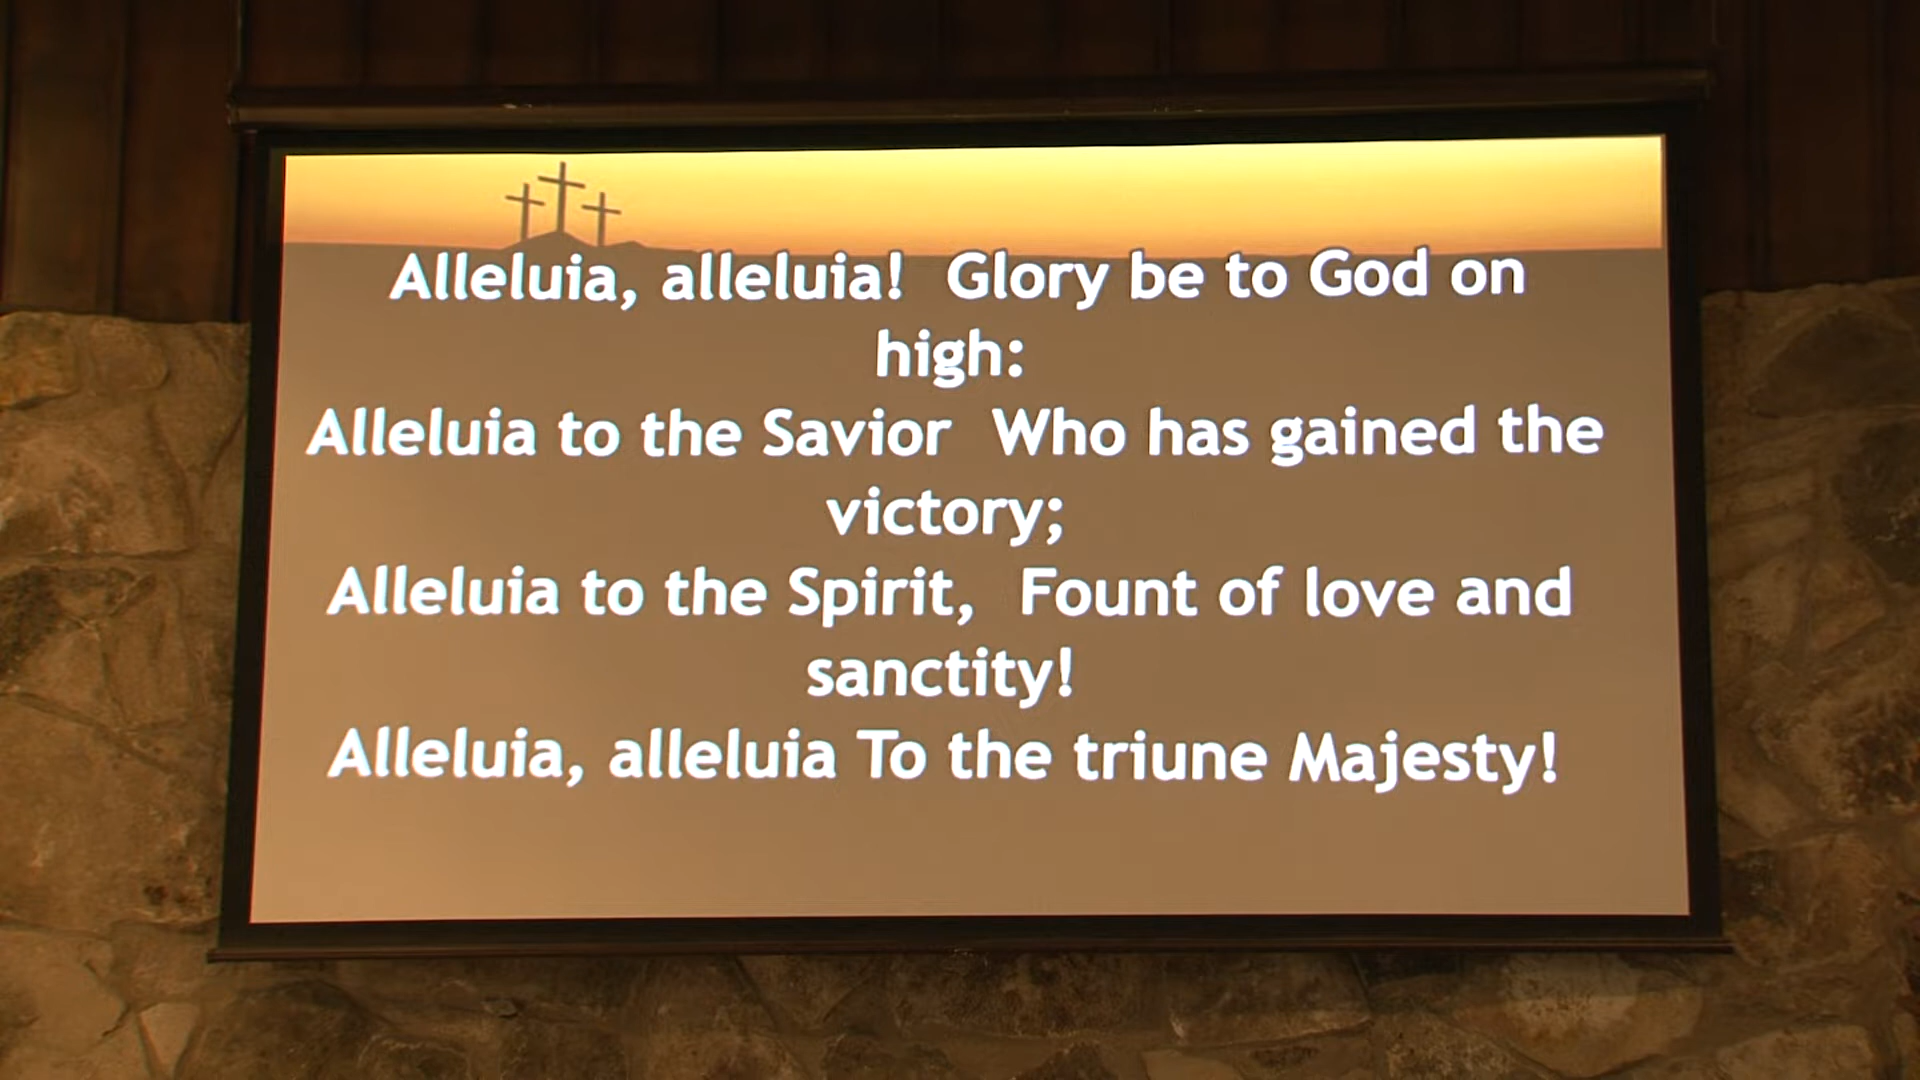 Alleluia, alleluia!  Glory be to God on
high:
Alleluia to the Savior  Who has gained the
victory;
Alleluia to the Spirit,  Fount of love and
sanctity!
Alleluia, alleluia To the triune Majesty!